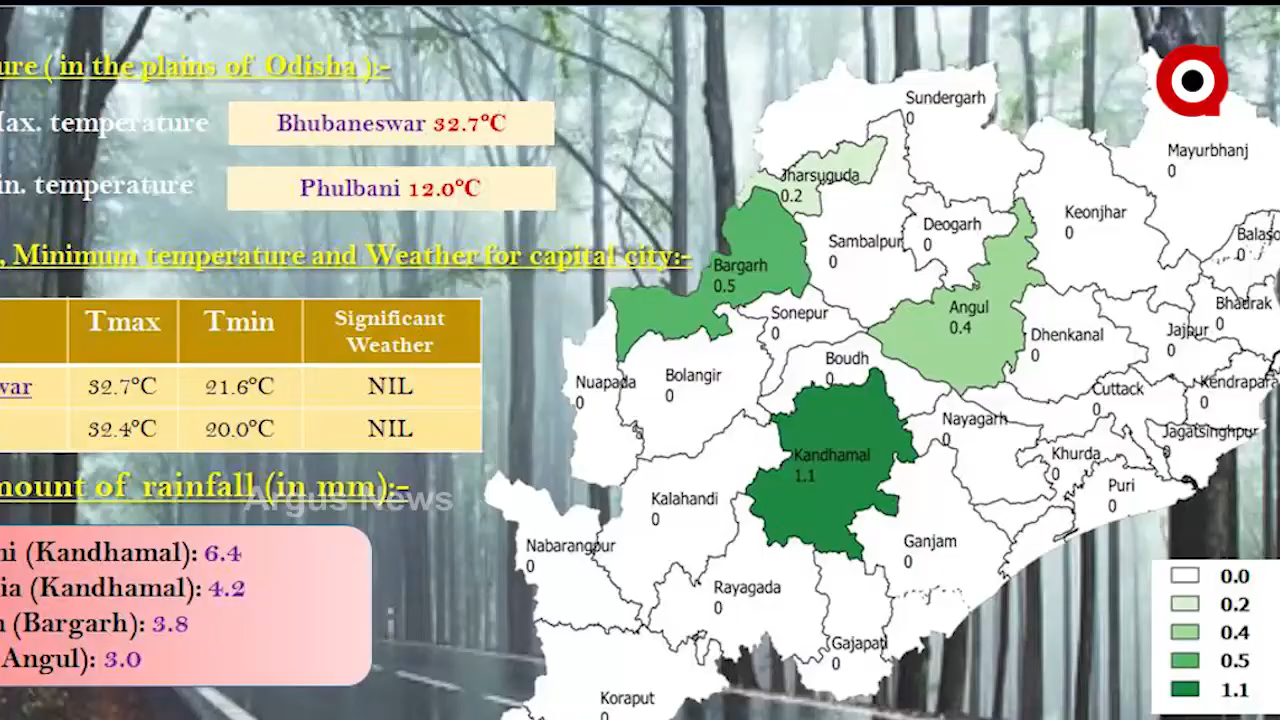 ure ( in the plains of Odisha ):-
Max. temperature
Bhubaneswar 32.7°C
in. temperature
Phulbani 12.0°C
, Minimum temperature and Weather for capital city:-
Tmax Tmin Significant Weather
war 32.7°C 21.6°C NIL
32.4°C 20.0°C NIL
mount of rainfall (in mm):-
Argus News
ni (Kandhamal): 6.4
ia (Kandhamal): 4.2
n (Bargarh): 3.8
Angul): 3.0
Sundergarh
0
Mayurbhanj
0
Jharsuguda
0.2
Keonjhar
0
Deogarh
0
Sambalpur
0
Balaso
0
Bargarh
0.5
Bhadrak
0
Angul
0.4
Sonepur
0
Dhenkanal
0
Jajpur
0
Boudh
0
Nuapada
0
Bolangir
0
Cuttack
0
Kendrapara
0
Nayagarh
0
Jagatsinghpur
0
Khurda
0
Kandhamal
1.1
Puri
0
Kalahandi
0
Ganjam
0
Nabarangpur
0
Rayagada
0
Gajapati
0
Koraput
0
0.0
0.2
0.4
0.5
1.1